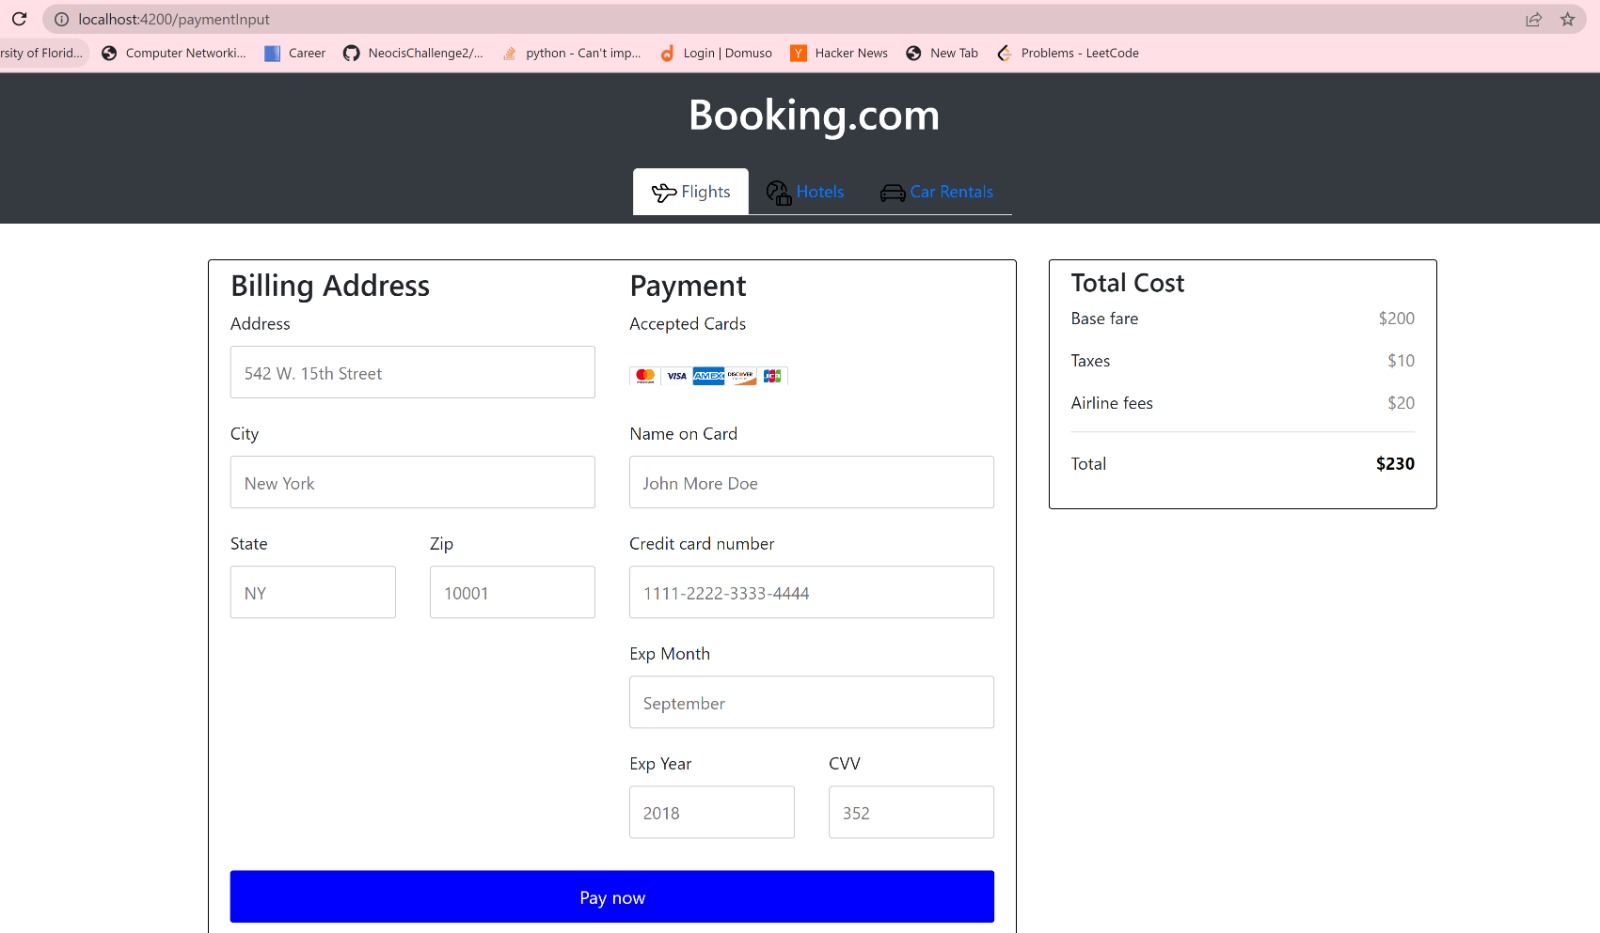 localhost:4200/paymentInput
rsity of Florid... Computer Networki... Career NeocisChallenge2/... python - Can't imp... Login | Domuso Hacker News New Tab Problems - LeetCode
Booking.com
Flights Hotels Car Rentals
Billing Address
Address
542 W. 15th Street
City
New York
State Zip
NY 10001
Payment
Accepted Cards
VISA AMEX DISCOVER JCB
Name on Card
John More Doe
Credit card number
1111-2222-3333-4444
Exp Month
September
Exp Year CVV
2018 352
Pay now
Total Cost
Base fare $200
Taxes $10
Airline fees $20
Total $230